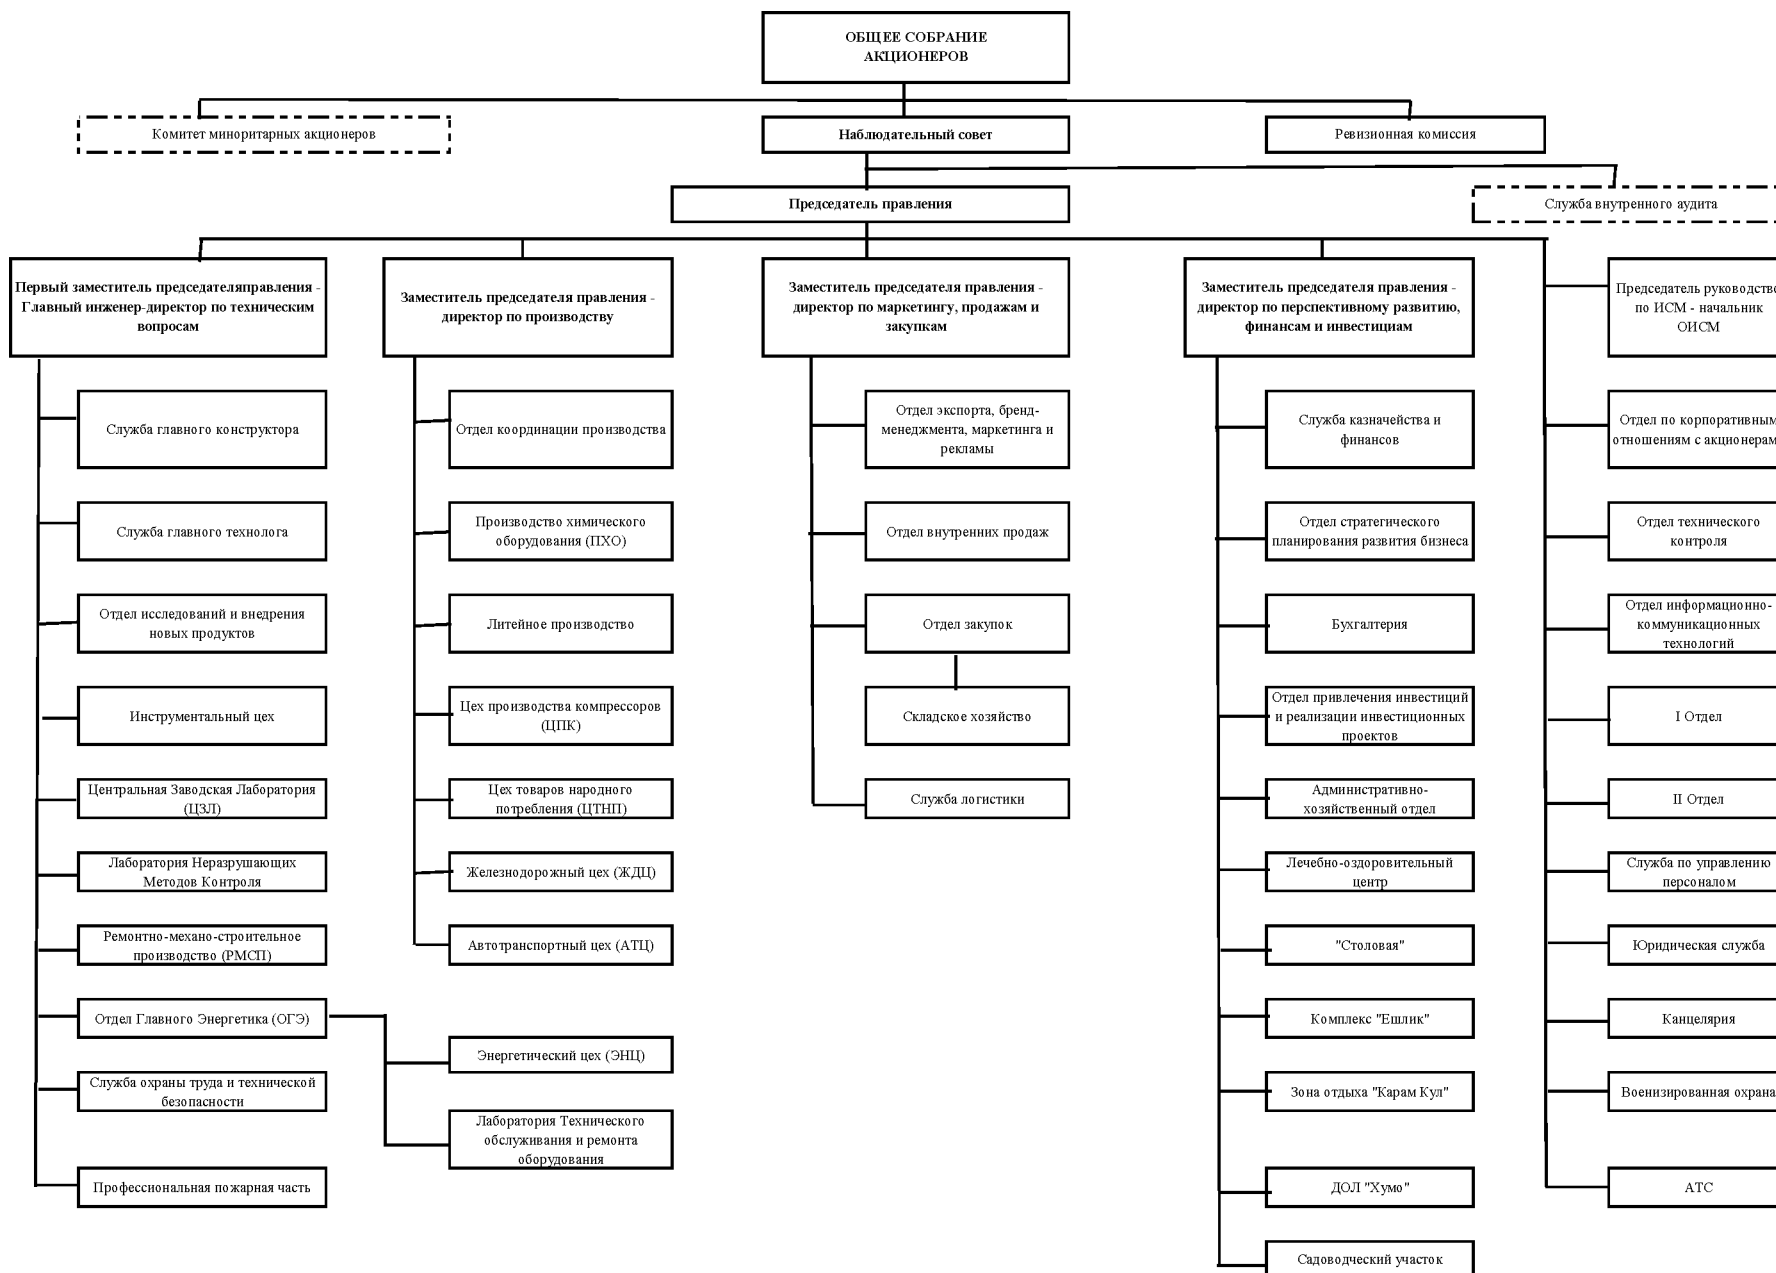 ОБЩЕЕ СОБРАНИЕ
АКЦИОНЕРОВ
Комитет миноритарных акционеров
Наблюдательный совет
Ревизионная комиссия
Председатель правления
Служба внутренного аудита
Первый заместитель председателяправления -
Главный инженер-директор по техническим
вопросам
Заместитель председателя правления -
директор по производству
Заместитель председателя правления -
директор по маркетингу, продажам и
закупкам
Заместитель председателя правления -
директор по перспективному развитию,
финансам и инвестициам
Председатель руководство
по ИСМ - начальник
ОИСМ
Служба главного конструктора
Служба главного технолога
Отдел исследований и внедрения
новых продуктов
Инструментальный цех
Центральная Заводская Лаборатория
(ЦЗЛ)
Лаборатория Неразрушающих
Методов Контроля
Ремонтно-механо-строительное
производство (РМСП)
Отдел Главного Энергетика (ОГЭ)
Служба охраны труда и технической
безопасности
Профессиональная пожарная часть
Отдел координации производства
Производство химического
оборудования (ПХО)
Литейное производство
Цех производства компрессоров
(ЦПК)
Цех товаров народного
потребления (ЦТНП)
Железнодорожный цех (ЖДЦ)
Автотранспортный цех (АТЦ)
Энергетический цех (ЭНЦ)
Лаборатория Технического
обслуживания и ремонта
оборудования
Отдел экспорта, бренд-
менеджмента, маркетинга и
рекламы
Отдел внутренних продаж
Отдел закупок
Складское хозяйство
Служба логистики
Служба казначейства и
финансов
Отдел стратегического
планирования развития бизнеса
Бухгалтерия
Отдел привлечения инвестиций
и реализации инвестиционных
проектов
Административно-
хозяйственный отдел
Лечебно-оздоровительный
центр
"Столовая"
Комплекс "Ешлик"
Зона отдыха "Карам Кул"
ДОЛ "Хумо"
Садоводческий участок
Отдел по корпоративным
отношениям с акционерам
Отдел технического
контроля
Отдел информационно-
коммуникационных
технологий
I Отдел
II Отдел
Служба по управлению
персоналом
Юридическая служба
Канцелярия
Военизированная охрана
АТС